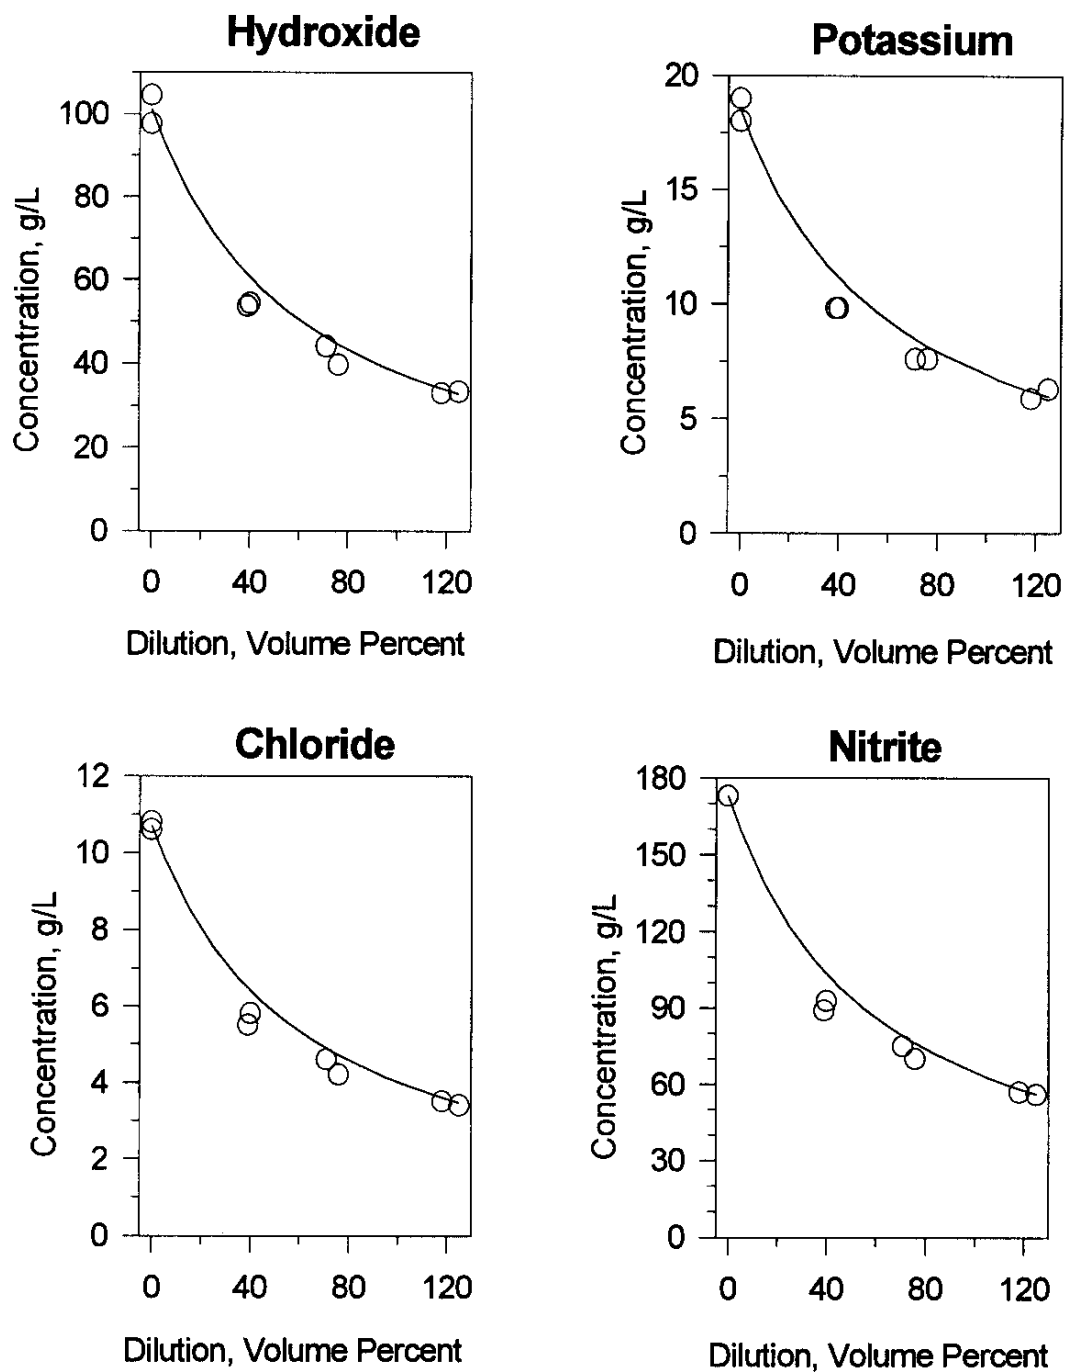 Hydroxide
Concentration, g/L
100
80
60
40
20
0
0 40 80 120
Dilution, Volume Percent
Potassium
Concentration, g/L
20
15
10
5
0
0 40 80 120
Dilution, Volume Percent
Chloride
Concentration, g/L
12
10
8
6
4
2
0
0 40 80 120
Dilution, Volume Percent
Nitrite
Concentration, g/L
180
150
120
90
60
30
0
0 40 80 120
Dilution, Volume Percent